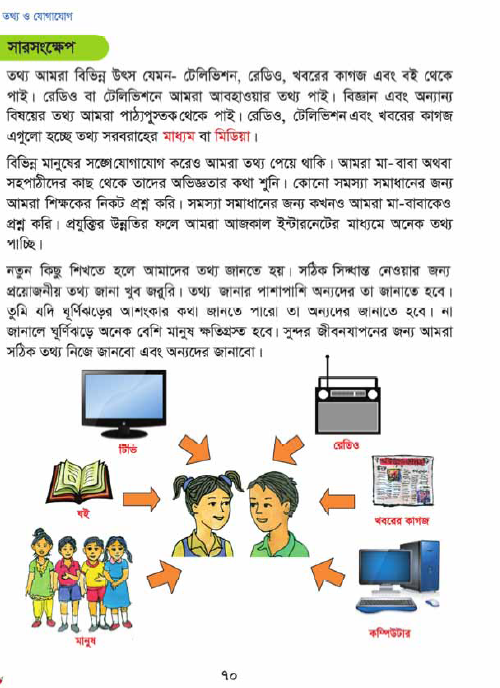 তথ্য ও যোগাযোগ
সারসংক্ষেপ
তথ্য আমরা বিভিন্ন উৎস যেমন- টেলিভিশন, রেডিও, খবরের কাগজ এবং বই থেকে
পাই। রেডিও বা টেলিভিশনে আমরা আবহাওয়ার তথ্য পাই। বিজ্ঞান এবং অন্যান্য
বিষয়ের তথ্য আমরা পাঠ্যপুস্তক থেকে পাই। রেডিও, টেলিভিশন এবং খবরের কাগজ
এগুলো হচ্ছে তথ্য সরবরাহের মাধ্যম বা মিডিয়া।
বিভিন্ন মানুষের সঙ্গে যোগাযোগ করেও আমরা তথ্য পেয়ে থাকি। আমরা মা-বাবা অথবা
সহপাঠীদের কাছ থেকে তাদের অভিজ্ঞতার কথা শুনি। কোনো সমস্যা সমাধানের জন্য
আমরা শিক্ষকের নিকট প্রশ্ন করি। সমস্যা সমাধানের জন্য কখনও আমরা মা-বাবাকেও
প্রশ্ন করি। প্রযুক্তির উন্নতির ফলে আমরা আজকাল ইন্টারনেটের মাধ্যমে অনেক তথ্য
পাচ্ছি।
নতুন কিছু শিখতে হলে আমাদের তথ্য জানতে হয়। সঠিক সিদ্ধান্ত নেওয়ার জন্য
প্রয়োজনীয় তথ্য জানা খুব জরুরি। তথ্য জানার পাশাপাশি অন্যদের তা জানাতে হবে।
তুমি যদি ঘূর্ণিঝড়ের আশংকার কথা জানতে পারো তা অন্যদের জানাতে হবে। না
জানালে ঘূর্ণিঝড়ে অনেক বেশি মানুষ ক্ষতিগ্রস্ত হবে। সুন্দর জীবনযাপনের জন্য আমরা
সঠিক তথ্য নিজে জানবো এবং অন্যদের জানাবো।
টিভি
রেডিও
বই
খবরের কাগজ
মানুষ
কম্পিউটার
৭০